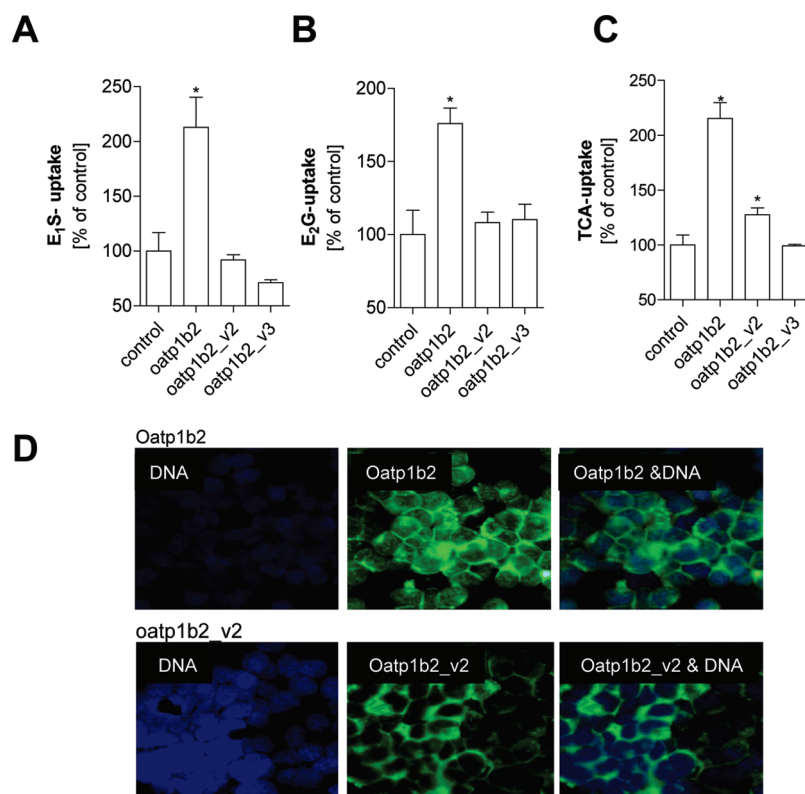 A
B
C
E₁S- uptake
[% of control]
250
200
150
100
50
*
control
oatp1b2
oatp1b2_v2
oatp1b2_v3
E₂G-uptake
[% of control]
200
150
100
50
*
control
oatp1b2
oatp1b2_v2
oatp1b2_v3
TCA-uptake
[% of control]
250
200
150
100
50
*
*
control
oatp1b2
oatp1b2_v2
oatp1b2_v3
D
Oatp1b2
DNA
Oatp1b2
Oatp1b2 &DNA
oatp1b2_v2
DNA
Oatp1b2_v2
Oatp1b2_v2 & DNA